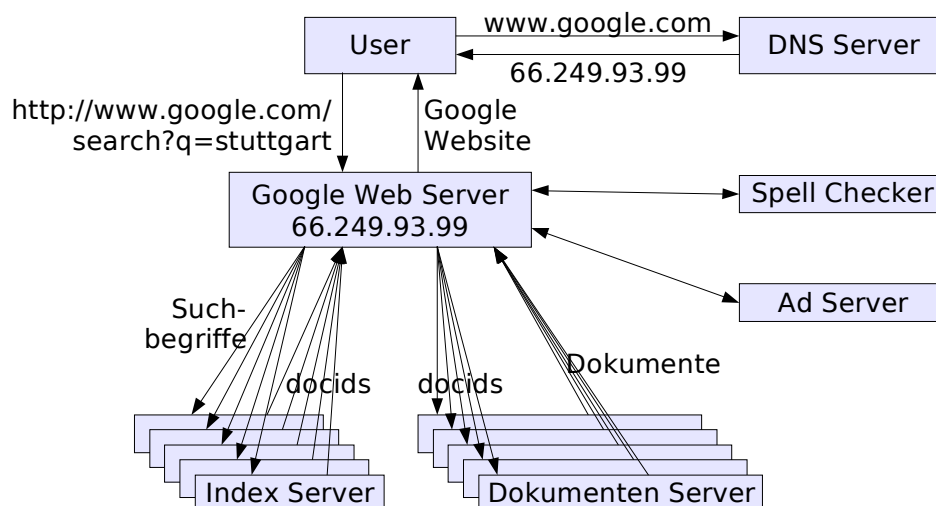 User
www.google.com
DNS Server
66.249.93.99
http://www.google.com/
search?q=stuttgart
Google
Website
Google Web Server
66.249.93.99
Spell Checker
Ad Server
Such-
begriffe
docids
docids
Dokumente
Index Server
Dokumenten Server